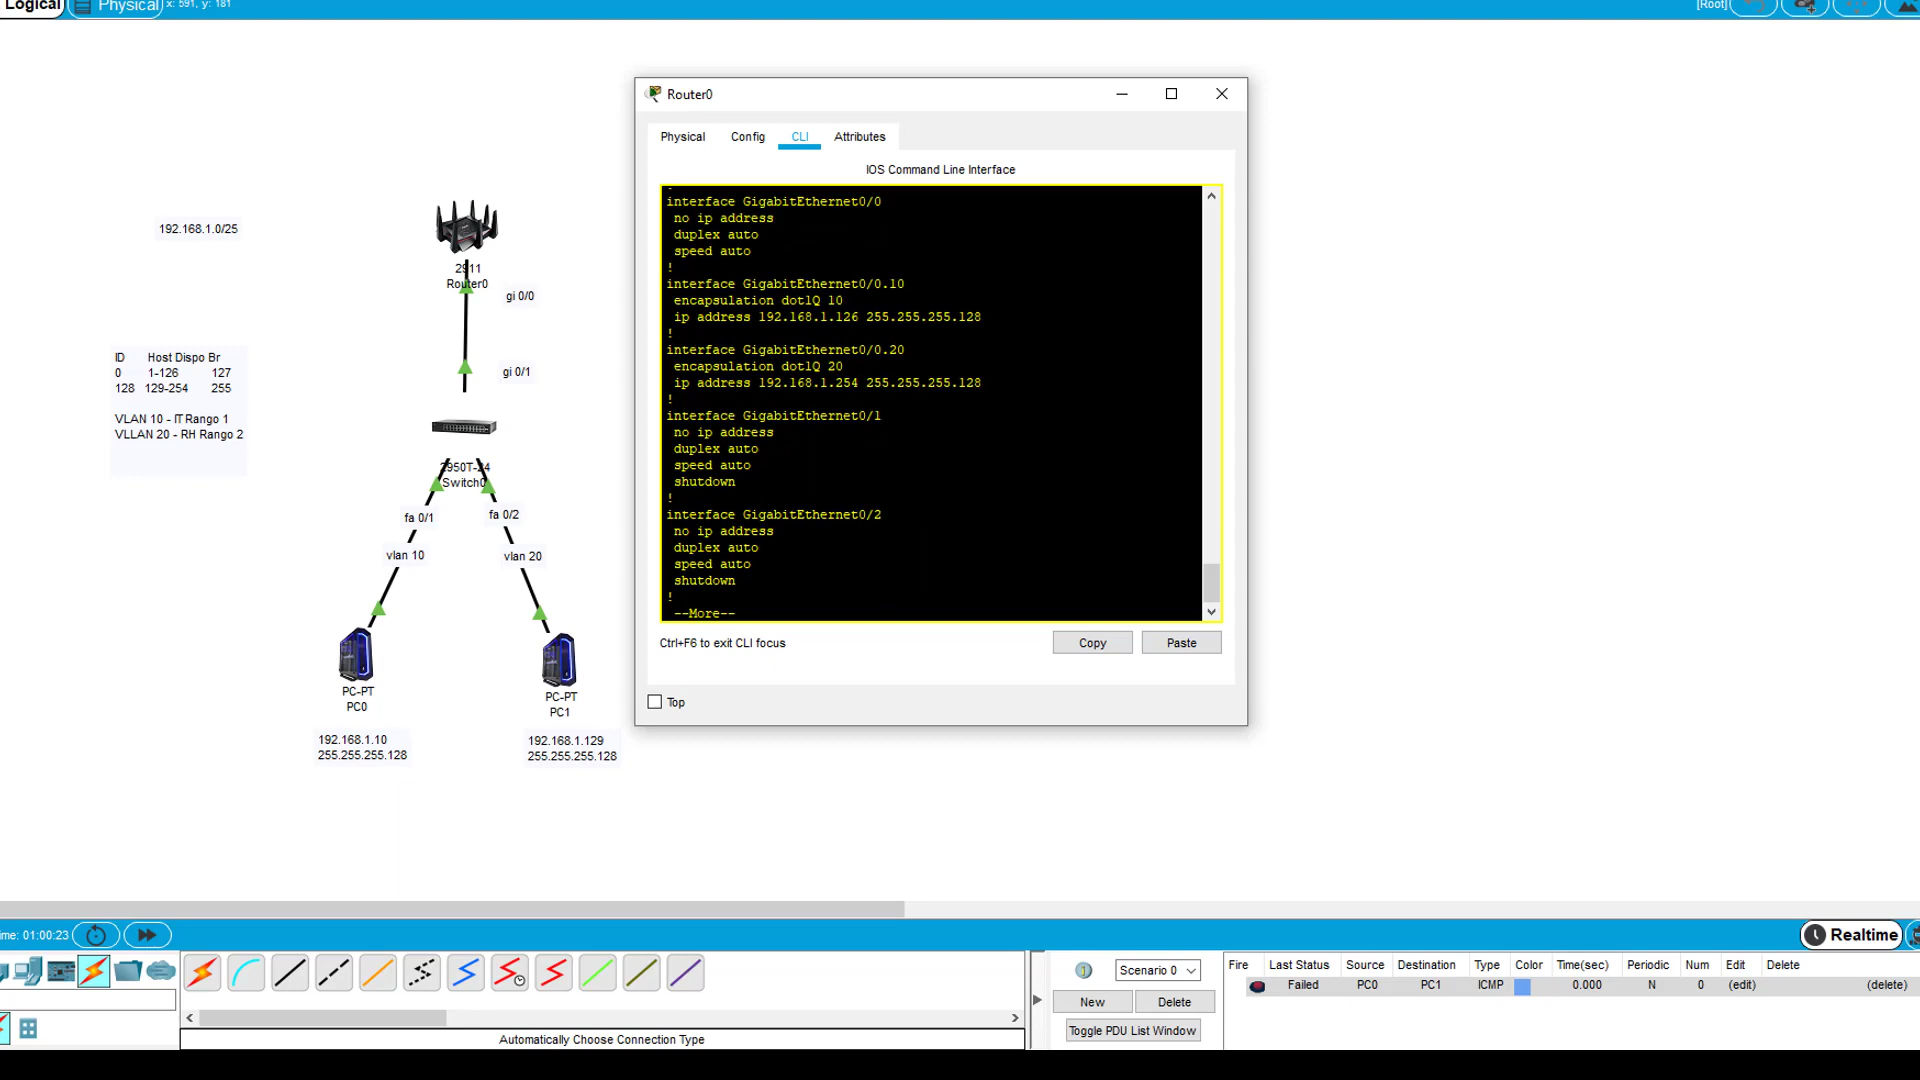 Logical
Physical
x: 591, y: 181
[Root]
Router0
Physical Config CLI Attributes
IOS Command Line Interface
!
interface GigabitEthernet0/0
no ip address
duplex auto
speed auto
!
interface GigabitEthernet0/0.10
encapsulation dot1Q 10
ip address 192.168.1.126 255.255.255.128
!
interface GigabitEthernet0/0.20
encapsulation dot1Q 20
ip address 192.168.1.254 255.255.255.128
!
interface GigabitEthernet0/1
no ip address
duplex auto
speed auto
shutdown
!
interface GigabitEthernet0/2
no ip address
duplex auto
speed auto
shutdown
!
--More--
Ctrl+F6 to exit CLI focus
Copy
Paste
Top
192.168.1.0/25
2911
Router0
gi 0/0
gi 0/1
ID Host Dispo Br
0 1-126 127
128 129-254 255
VLAN 10 - IT Rango 1
VLLAN 20 - RH Rango 2
2950T-24
Switch0
fa 0/1
fa 0/2
vlan 10
vlan 20
PC-PT
PC0
PC-PT
PC1
192.168.1.10
255.255.255.128
192.168.1.129
255.255.255.128
ime: 01:00:23
Realtime
Scenario 0
New
Delete
Toggle PDU List Window
Fire Last Status Source Destination Type Color Time(sec) Periodic Num Edit Delete
Failed PC0 PC1 ICMP 0.000 N 0 (edit) (delete)
Automatically Choose Connection Type